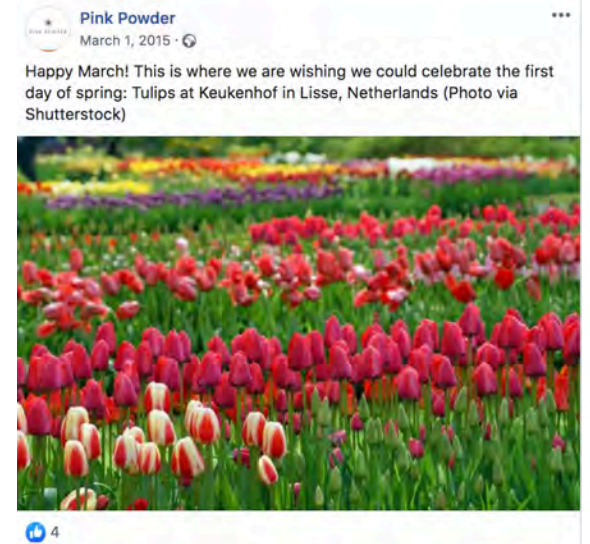 Pink Powder
March 1, 2015 ·
Happy March! This is where we are wishing we could celebrate the first
day of spring: Tulips at Keukenhof in Lisse, Netherlands (Photo via
Shutterstock)
4